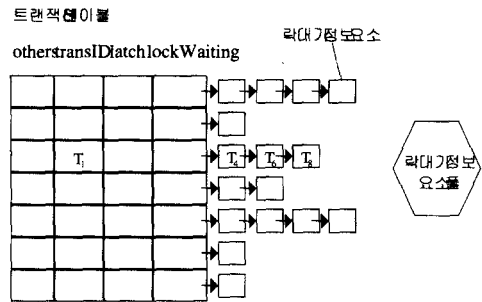 트랜잭션테이블
락대기정보요소
otherstransIDlatchlockWaiting
T₁ T₄ T₆ T₈
락대기정보
요소풀